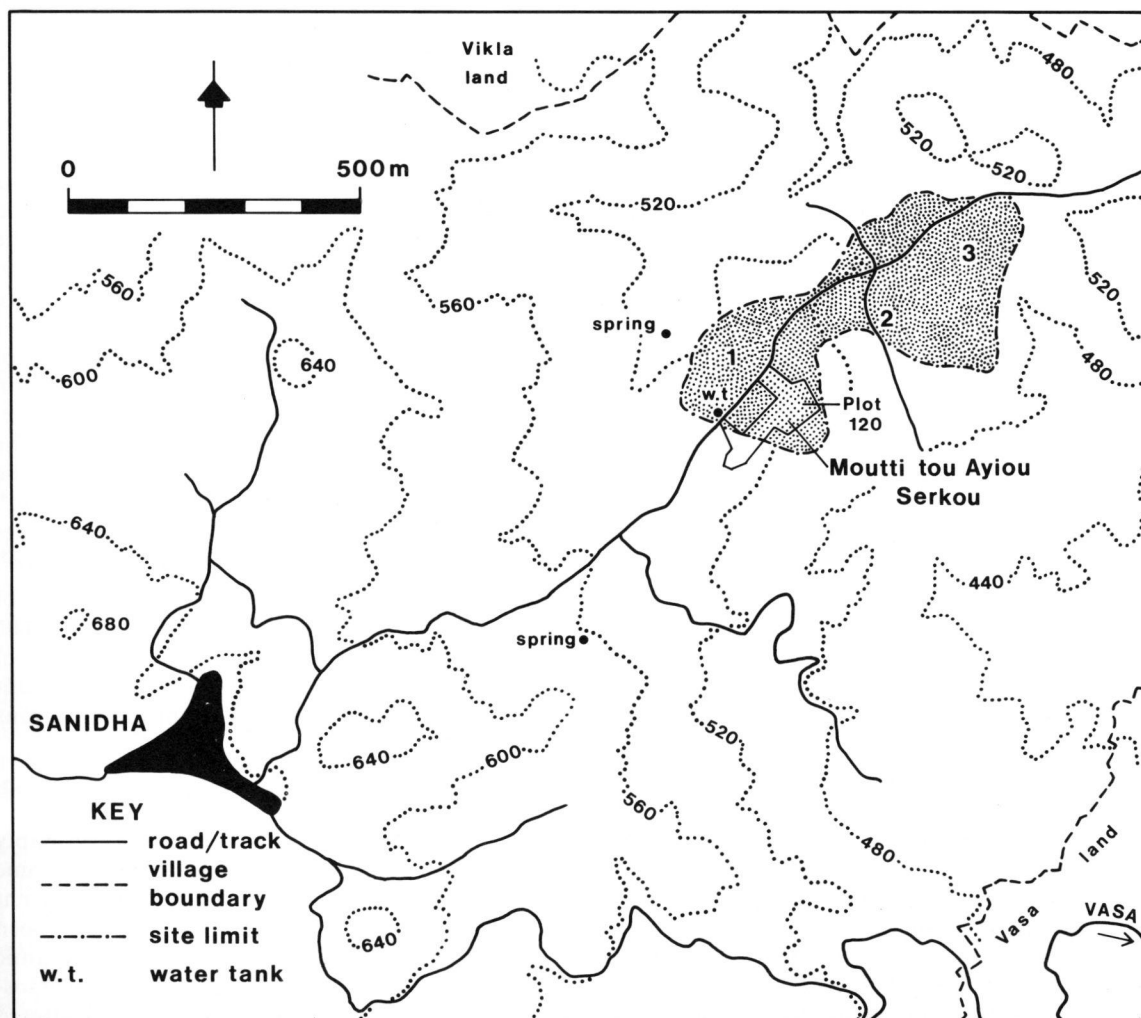 Vikla
land
480
0 500m
520
520
520
560
560
520
3
spring
2
600
640
1
480
w.t.
Plot
120
Moutti tou Ayiou
Serkou
640
440
680
spring
SANIDHA
520
640
600
KEY
560
road/track
village
boundary
480
land
site limit
640
Vasa
VASA
w.t. water tank